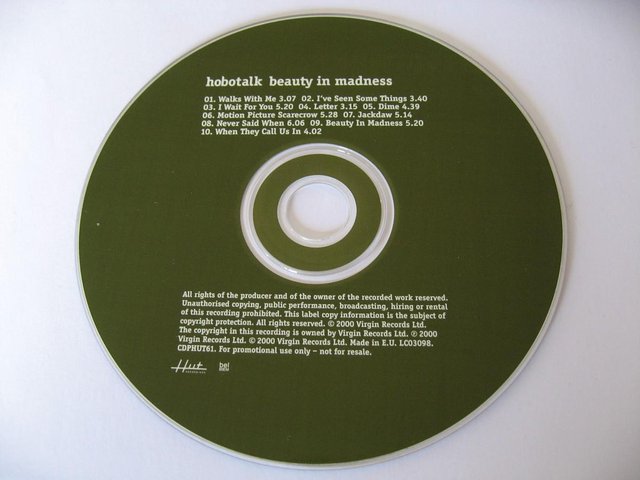 hobotalk beauty in madness
01. Walks With Me 3.07 02. I've Seen Some Things 3.40
03. I Wait For You 5.20 04. Letter 3.15 05. Dime 4.39
06. Motion Picture Scarecrow 5.28 07. Jackdaw 5.14
08. Never Said When 6.06 09. Beauty In Madness 5.20
10. When They Call Us In 4.02
All rights of the producer and of the owner of the recorded work reserved.
Unauthorised copying, public performance, broadcasting, hiring or rental
of this recording prohibited. This label copy information is the subject of
copyright protection. All rights reserved. © 2000 Virgin Records Ltd.
The copyright in this recording is owned by Virgin Records Ltd. ℗ 2000
Virgin Records Ltd. © 2000 Virgin Records Ltd. Made in E.U. LC03098.
CDPHUT61. For promotional use only – not for resale.
Hut bel